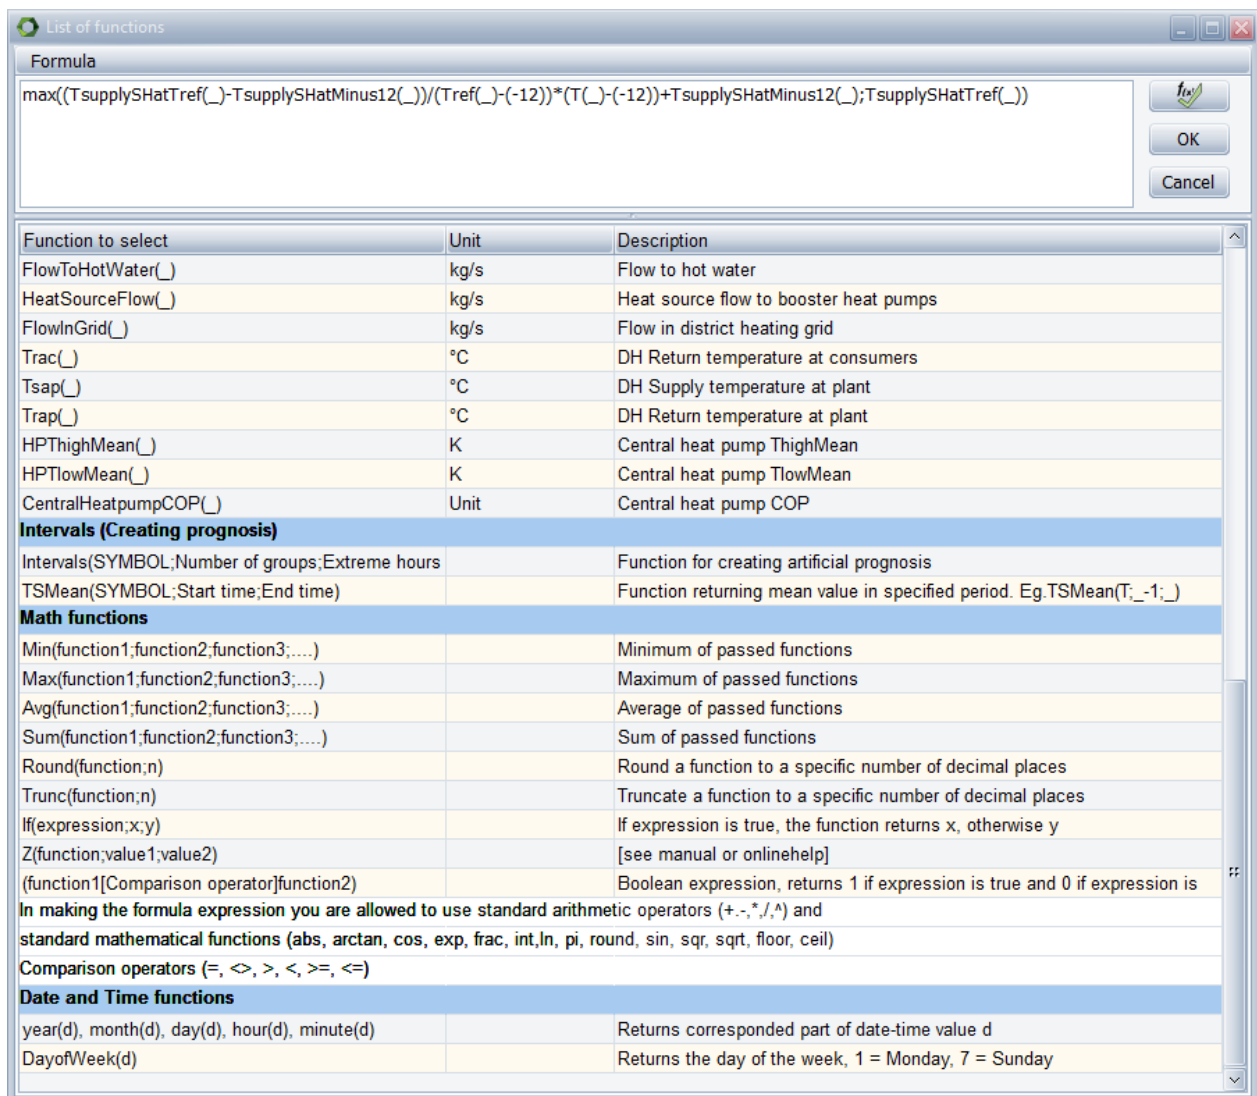 List of functions
Formula
max((TsupplySHatTref(_)-TsupplySHatMinus12(_))/(Tref(_)-(-12))*(T(_)-(-12))+TsupplySHatMinus12(_);TsupplySHatTref(_))
f(x)
OK
Cancel
Function to select Unit Description
FlowToHotWater(_) kg/s Flow to hot water
HeatSourceFlow(_) kg/s Heat source flow to booster heat pumps
FlowInGrid(_) kg/s Flow in district heating grid
Trac(_) °C DH Return temperature at consumers
Tsap(_) °C DH Supply temperature at plant
Trap(_) °C DH Return temperature at plant
HPThighMean(_) K Central heat pump ThighMean
HPTlowMean(_) K Central heat pump TlowMean
CentralHeatpumpCOP(_) Unit Central heat pump COP
Intervals (Creating prognosis)
Intervals(SYMBOL;Number of groups;Extreme hours Function for creating artificial prognosis
TSMean(SYMBOL;Start time;End time) Function returning mean value in specified period. Eg.TSMean(T;_-1;_)
Math functions
Min(function1;function2;function3;....) Minimum of passed functions
Max(function1;function2;function3;....) Maximum of passed functions
Avg(function1;function2;function3;....) Average of passed functions
Sum(function1;function2;function3;....) Sum of passed functions
Round(function;n) Round a function to a specific number of decimal places
Trunc(function;n) Truncate a function to a specific number of decimal places
If(expression;x;y) If expression is true, the function returns x, otherwise y
Z(function;value1;value2) [see manual or onlinehelp]
(function1[Comparison operator]function2) Boolean expression, returns 1 if expression is true and 0 if expression is
In making the formula expression you are allowed to use standard arithmetic operators (+.-,*,/,^) and
standard mathematical functions (abs, arctan, cos, exp, frac, int,ln, pi, round, sin, sqr, sqrt, floor, ceil)
Comparison operators (=, <>, >, <, >=, <=)
Date and Time functions
year(d), month(d), day(d), hour(d), minute(d) Returns corresponded part of date-time value d
DayofWeek(d) Returns the day of the week, 1 = Monday, 7 = Sunday